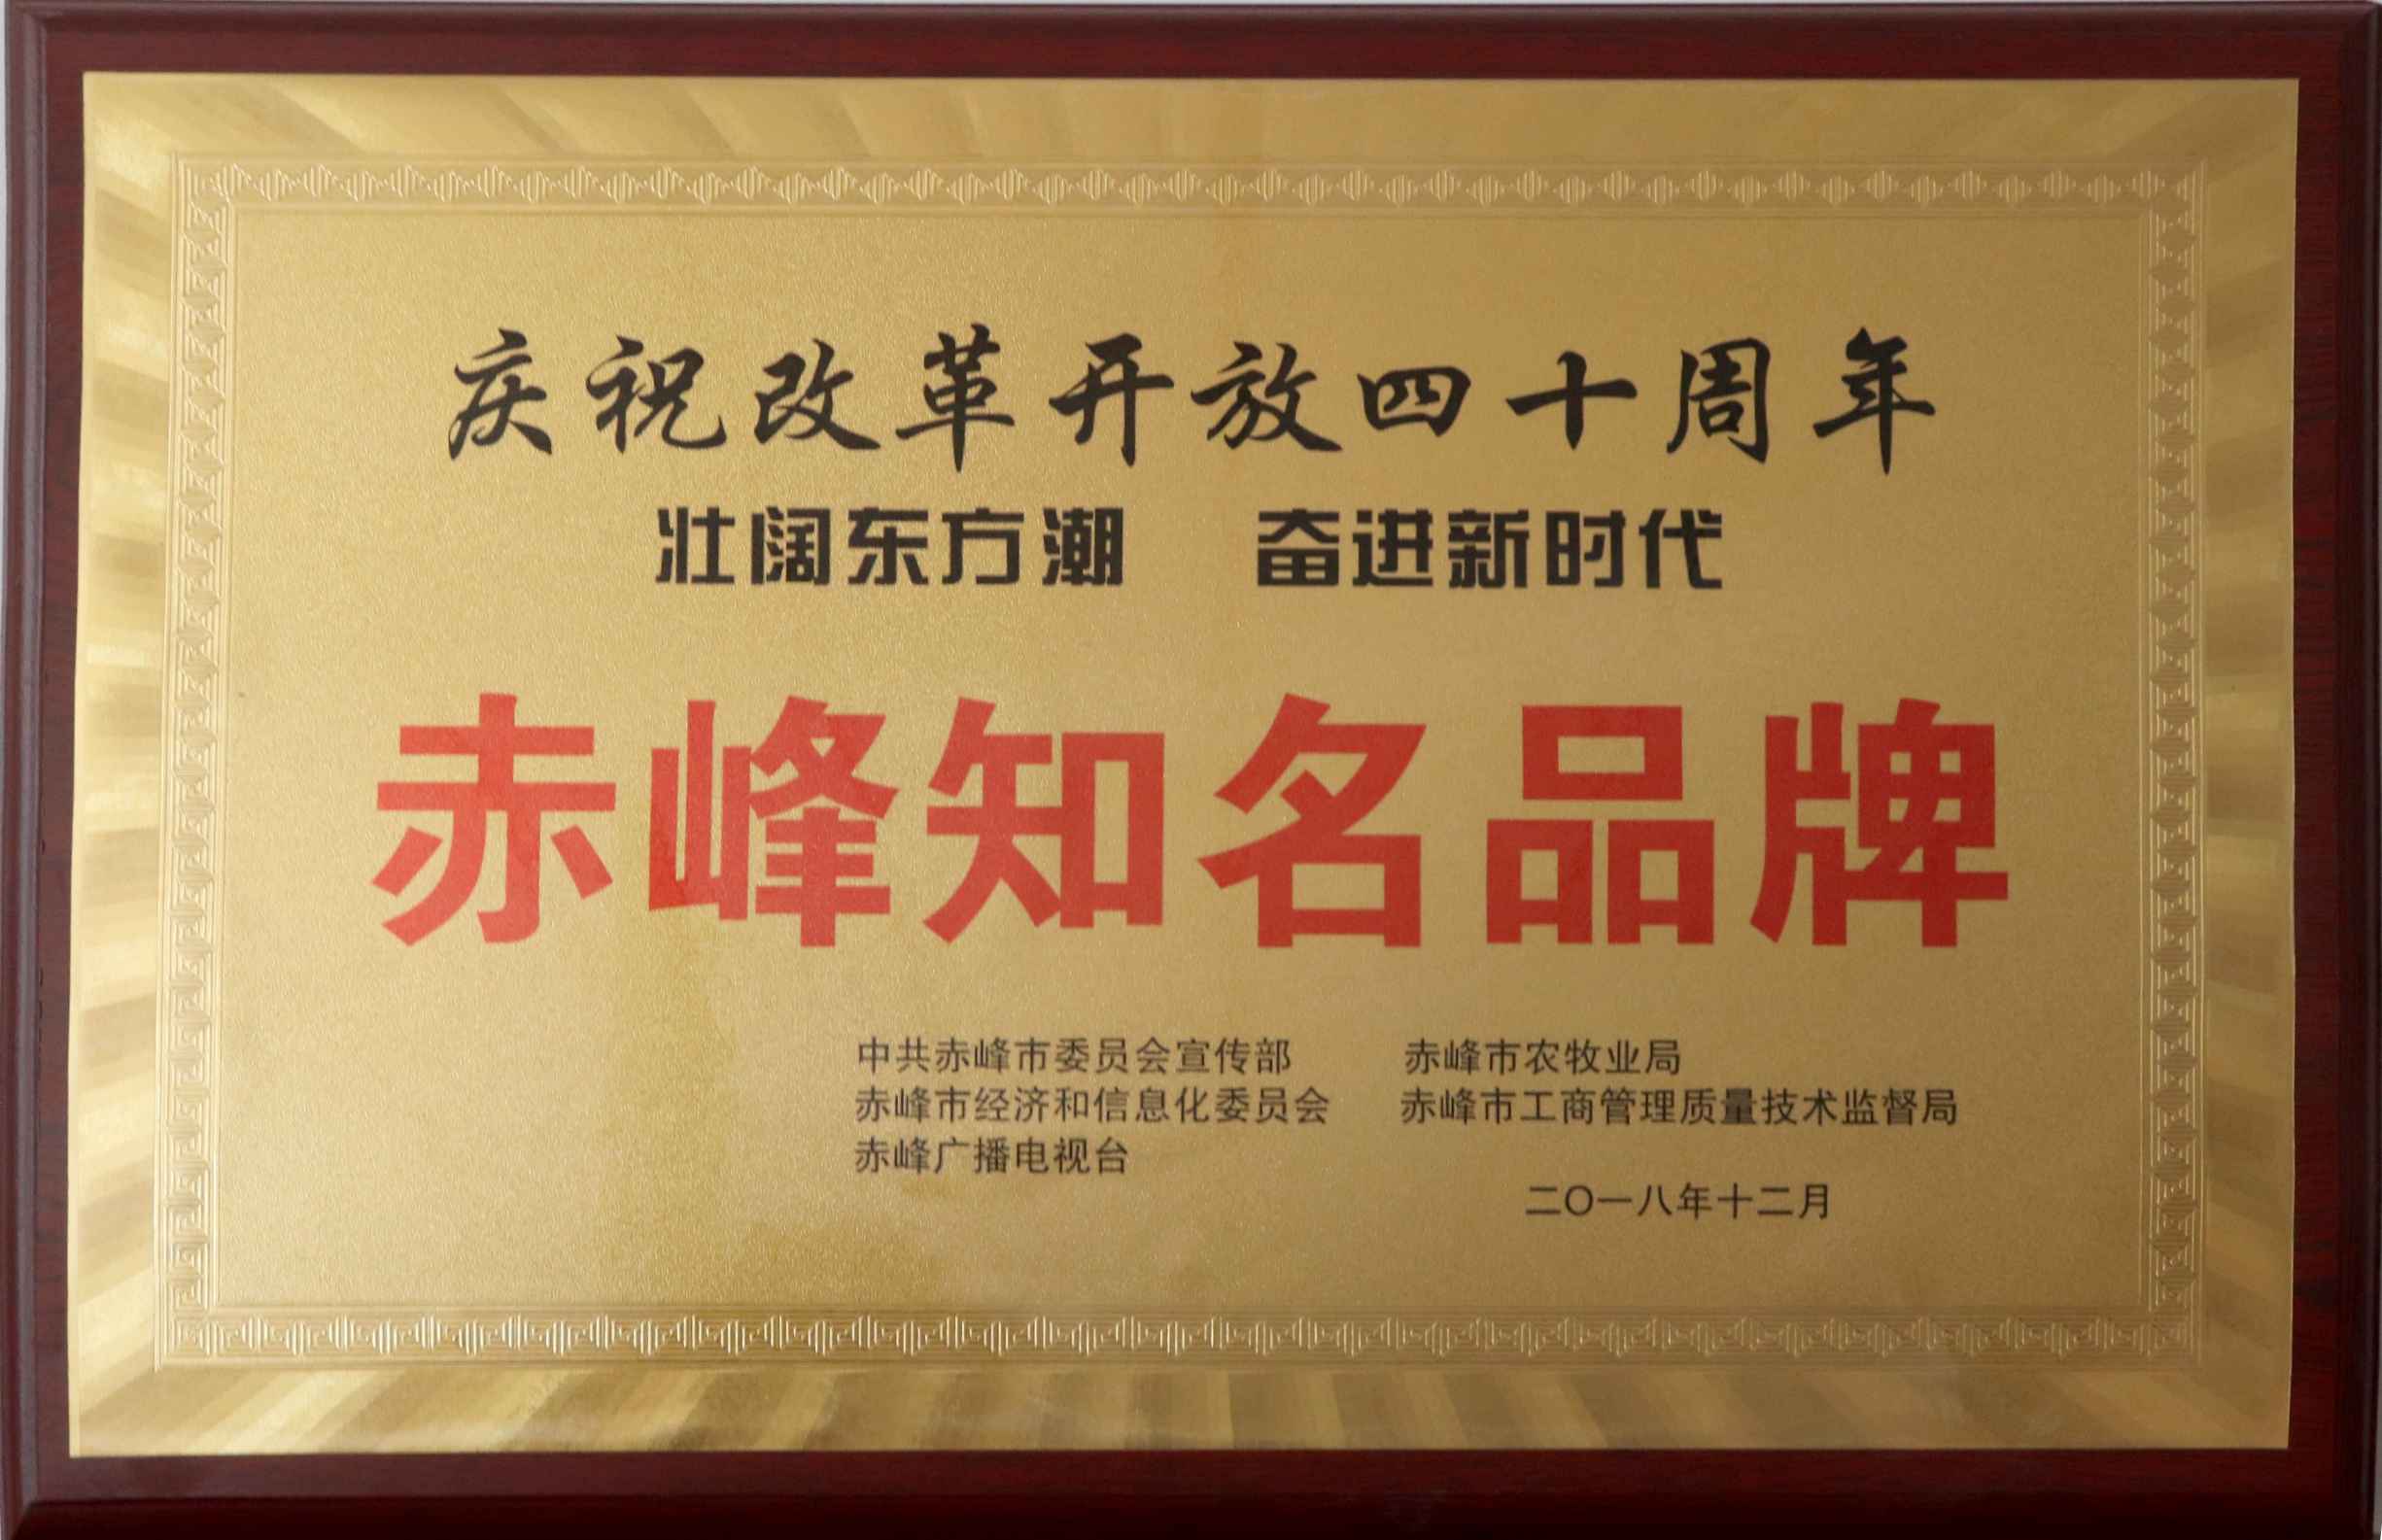 庆祝改革开放四十周年
壮阔东方潮 奋进新时代
赤峰知名品牌
中共赤峰市委员会宣传部 赤峰市农牧业局
赤峰市经济和信息化委员会 赤峰市工商管理质量技术监督局
赤峰广播电视台
二〇一八年十二月